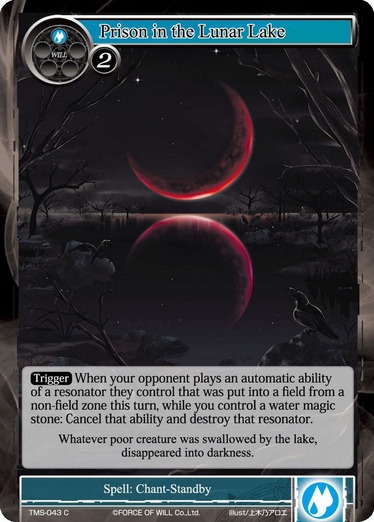 Prison in the Lunar Lake
WILL
2
Trigger When your opponent plays an automatic ability
of a resonator they control that was put into a field from a
non-field zone this turn, while you control a water magic
stone: Cancel that ability and destroy that resonator.
Whatever poor creature was swallowed by the lake,
disappeared into darkness.
Spell: Chant-Standby
TMS-043 C ©FORCE OF WILL Co.,Ltd. Illust/上木乃アロエ